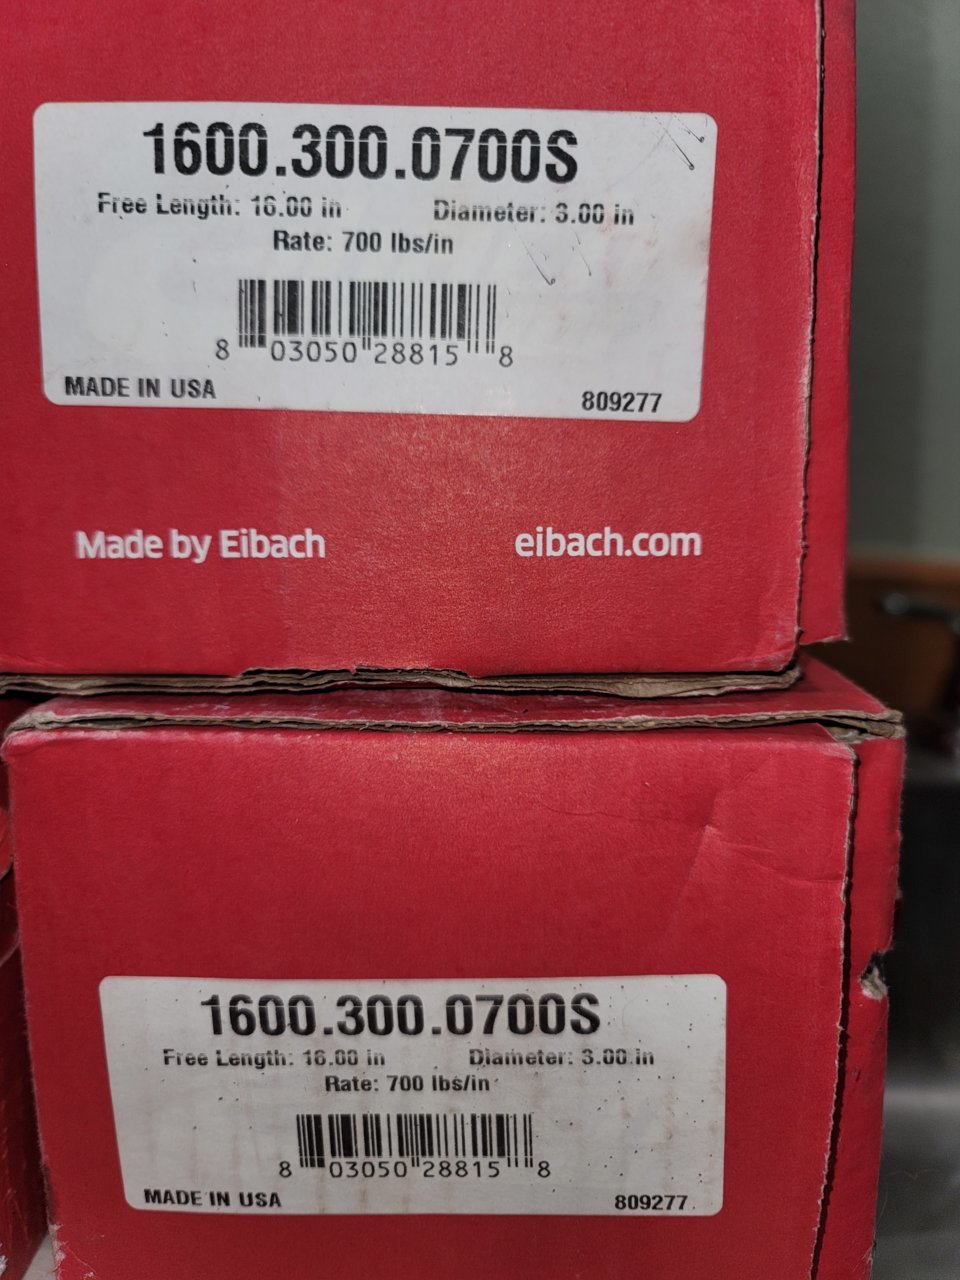 1600.300.0700S
Free Length: 16.00 in Diameter: 3.00 in
Rate: 700 lbs/in
8 03050 28815 8
MADE IN USA 809277
Made by Eibach eibach.com
1600.300.0700S
Free Length: 16.00 in Diameter: 3.00 in
Rate: 700 lbs/in
8 03050 28815 8
MADE IN USA 809277